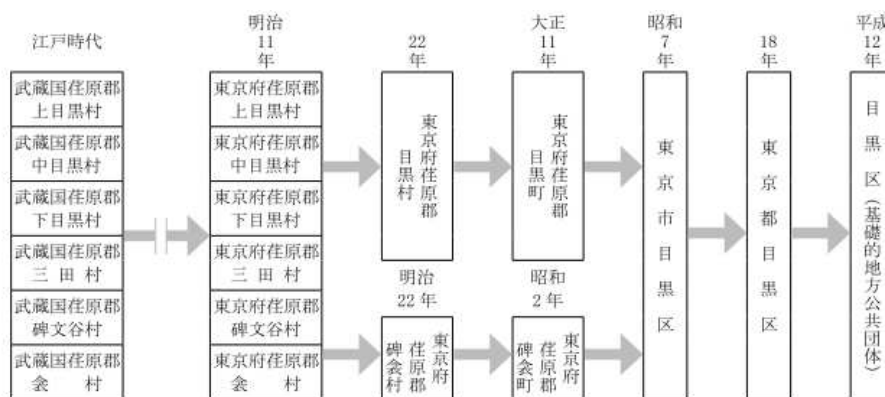 江戸時代
武蔵国荏原郡
上目黒村
武蔵国荏原郡
中目黒村
武蔵国荏原郡
下目黒村
武蔵国荏原郡
三田村
武蔵国荏原郡
碑文谷村
武蔵国荏原郡
衾村
明治
11
年
東京府荏原郡
上目黒村
東京府荏原郡
中目黒村
東京府荏原郡
下目黒村
東京府荏原郡
三田村
東京府荏原郡
碑文谷村
東京府荏原郡
衾村
22
年
東京府荏原郡
目黒村
明治
22年
東京府
荏原郡
碑衾村
大正
11
年
東京府荏原郡
目黒町
昭和
2年
東京府
荏原郡
碑衾町
昭和
7
年
東京市目黒区
18
年
東京都目黒区
平成
12
年
目黒区(基礎的地方公共団体)